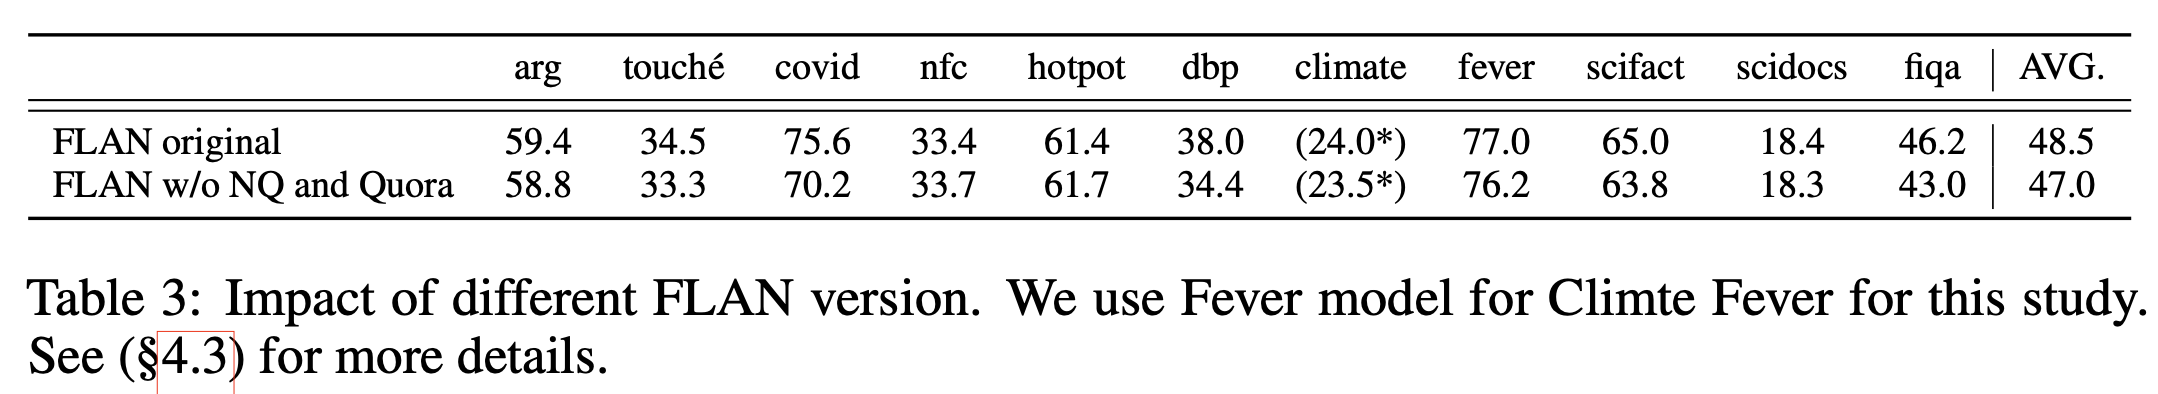 arg touché covid nfc hotpot dbp climate fever scifact scidocs fiqa AVG.
FLAN original 59.4 34.5 75.6 33.4 61.4 38.0 (24.0*) 77.0 65.0 18.4 46.2 48.5
FLAN w/o NQ and Quora 58.8 33.3 70.2 33.7 61.7 34.4 (23.5*) 76.2 63.8 18.3 43.0 47.0
Table 3: Impact of different FLAN version. We use Fever model for Climte Fever for this study.
See (§4.3) for more details.